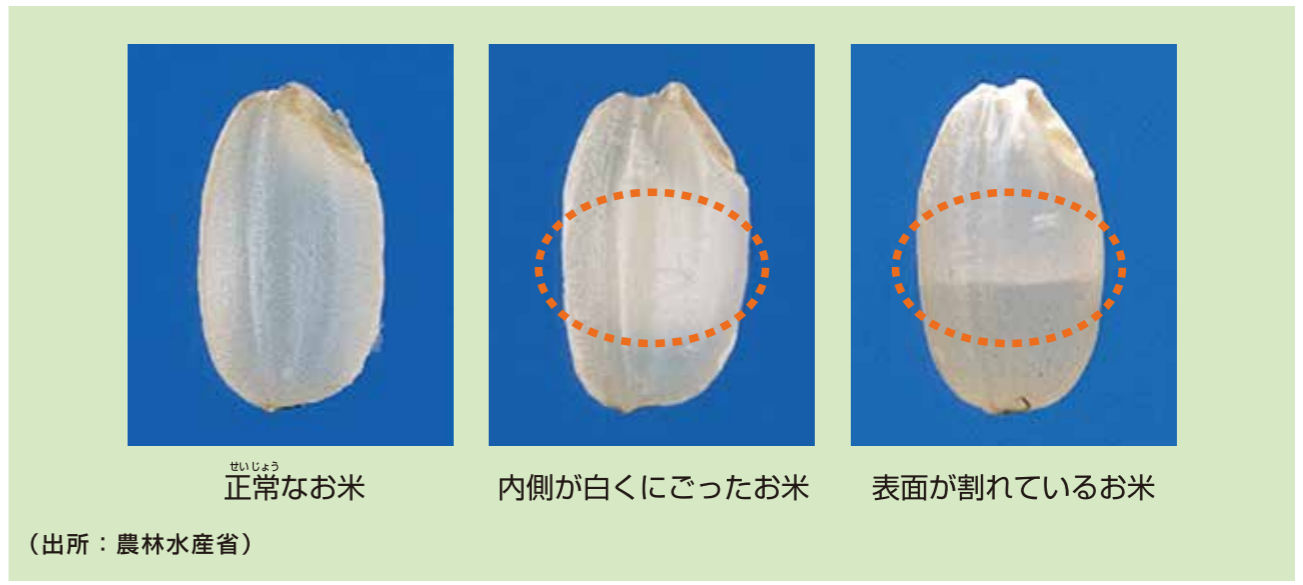 せいじょう
正常なお米
内側が白くにごったお米
表面が割れているお米
（出所：農林水産省）